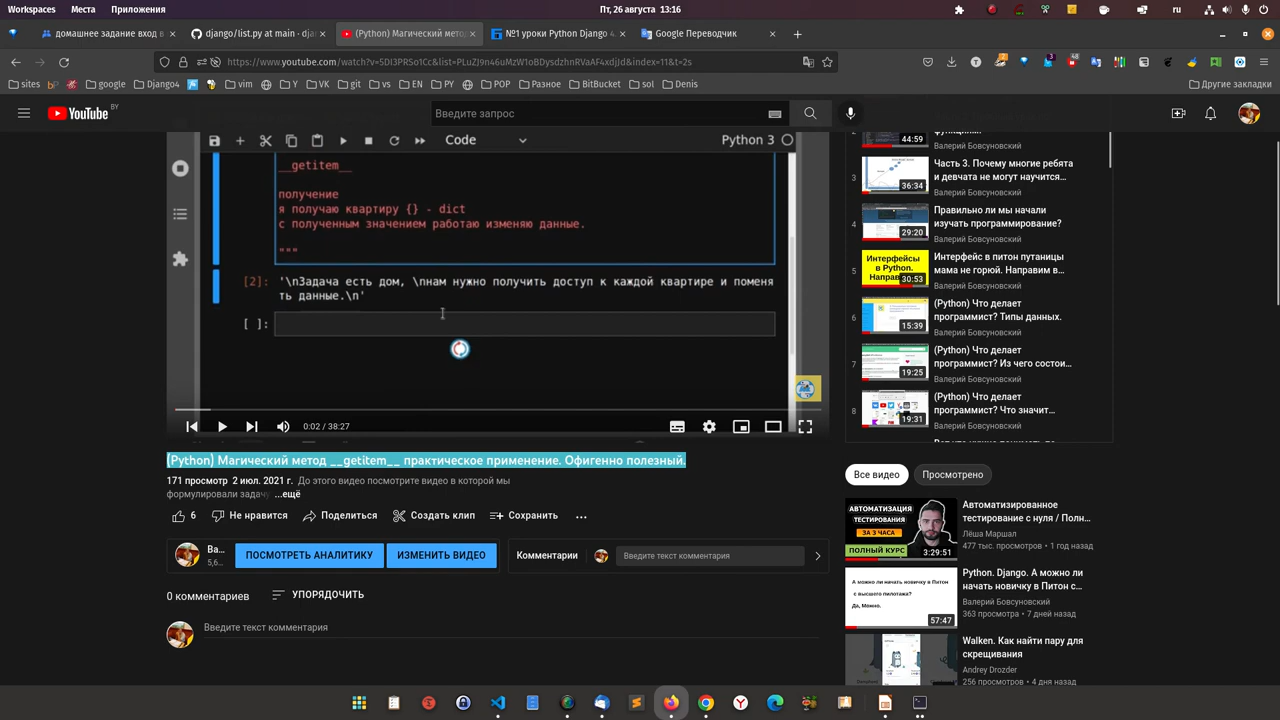 Workspaces Места Приложения
Пт, 26 августа 13:16
ru
домашнее задание вход в
django/list.py at main · djan
(Python) Магический мето
№1 уроки Python Django 4.
Google Переводчик
https://www.youtube.com/watch?v=5DI3PRSo1Cc&list=PLuZJ9n46uMzW1oBDysdzhnRVaAF4xdjJd&index=11&t=2s
Django4
google
vim
Y
VK
git
vs
EN
PY
POP
Разное
BitBucket
sol
Denis
Другие закладки
YouTube BY
Введите запрос
Code
Python
__getitem__
получение
я получаю квартиру {} - dict
с полученным значением работаю изменяю данные.
"""
[2]: '\nЗадача есть дом, \nнеобходимо получить доступ к каждой квартире и поменя
ть данные.\n'
[ ]:
0:02 / 38:27
(Python) Магический метод __getitem__ практическое применение. Офигенно полезный.
2 июл. 2021 г. До этого видео посмотрите видео в которой мы
формулировали задачу ...ещё
6 Не нравится Поделиться Создать клип Сохранить ...
Ва...
5,6...
ПОСМОТРЕТЬ АНАЛИТИКУ
ИЗМЕНИТЬ ВИДЕО
Комментарии
Введите текст комментария
0 комментариев УПОРЯДОЧИТЬ
Введите текст комментария
2
44:59
Валерий Бовсуновский
3
36:34
Часть 3. Почему многие ребята
и девчата не могут научится...
Валерий Бовсуновский
4
29:20
Правильно ли мы начали
изучать программирование?
Валерий Бовсуновский
5
Интерфейсы
в Python.
30:53
Интерфейс в питон путаницы
мама не горюй. Направим в...
Валерий Бовсуновский
6
15:39
(Python) Что делает
программист? Типы данных.
Валерий Бовсуновский
7
19:25
(Python) Что делает
программист? Из чего состои...
Валерий Бовсуновский
8
19:31
(Python) Что делает
программист? Что значит...
Валерий Бовсуновский
Все видео Просмотрено
АВТОМАТИЗАЦИЯ
ТЕСТИРОВАНИЯ
ЗА 3 ЧАСА
ПОЛНЫЙ КУРС
3:29:51
Автоматизированное
тестирование с нуля / Полн...
Лёша Маршал
477 тыс. просмотров • 1 год назад
А можно ли начать новичку в Питон
с высшего пилотажа?
Да, Можно.
57:47
Python. Django. А можно ли
начать новичку в Питон с...
Валерий Бовсуновский
363 просмотра • 7 дней назад
Walken. Как найти пару для
скрещивания
Andrey Drozder
256 просмотров • 4 дня назад